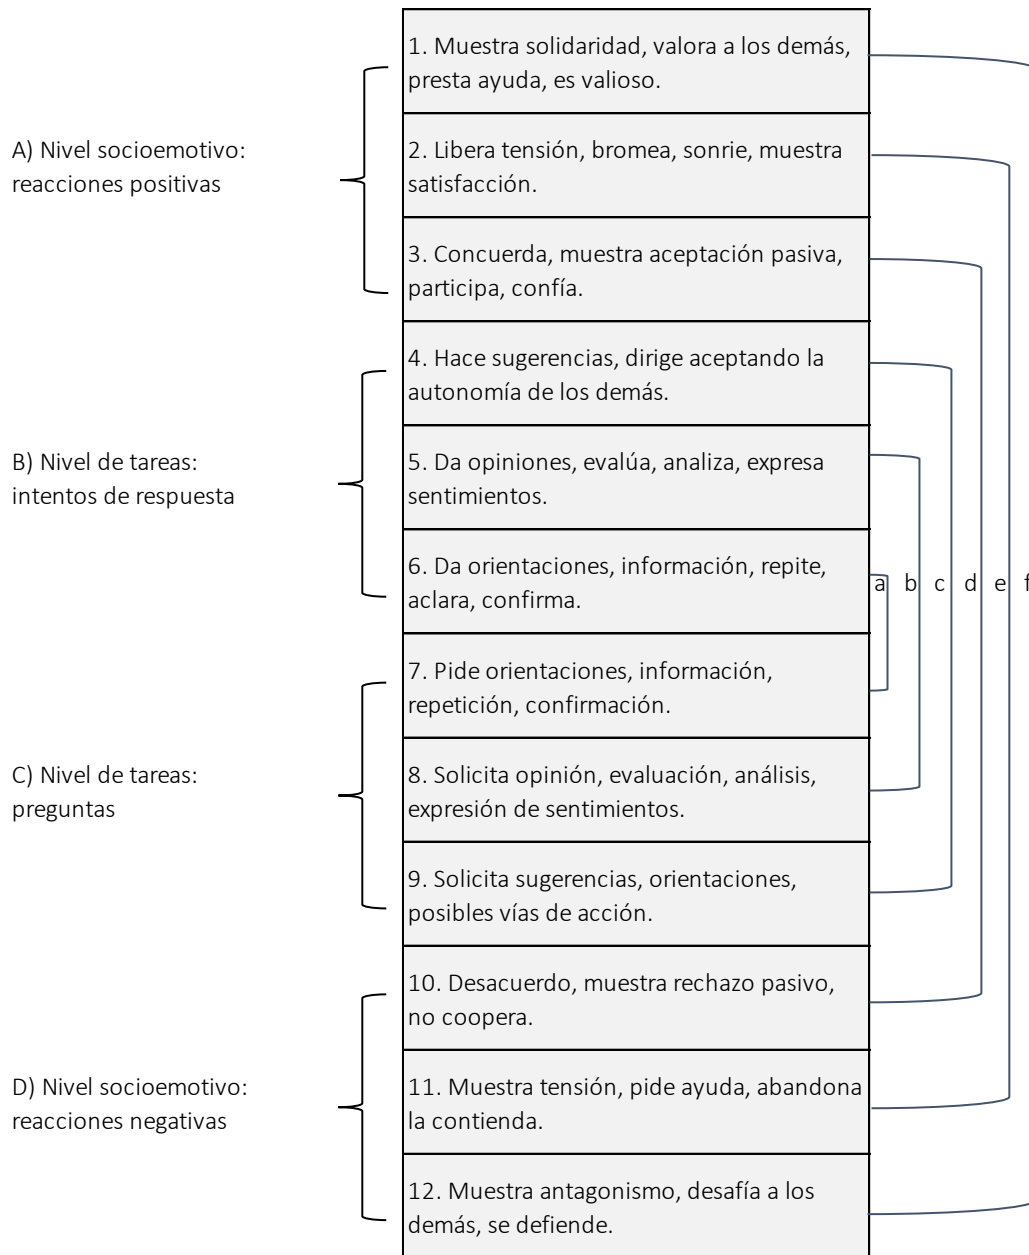 1. Muestra solidaridad, valora a los demás,
presta ayuda, es valioso.
A) Nivel socioemotivo:
reacciones positivas
2. Libera tensión, bromea, sonrie, muestra
satisfacción.
3. Concuerda, muestra aceptación pasiva,
participa, confía.
4. Hace sugerencias, dirige aceptando la
autonomía de los demás.
B) Nivel de tareas:
intentos de respuesta
5. Da opiniones, evalúa, analiza, expresa
sentimientos.
6. Da orientaciones, información, repite,
aclara, confirma.
a b c d e f
7. Pide orientaciones, información,
repetición, confirmación.
C) Nivel de tareas:
preguntas
8. Solicita opinión, evaluación, análisis,
expresión de sentimientos.
9. Solicita sugerencias, orientaciones,
posibles vías de acción.
10. Desacuerdo, muestra rechazo pasivo,
no coopera.
D) Nivel socioemotivo:
reacciones negativas
11. Muestra tensión, pide ayuda, abandona
la contienda.
12. Muestra antagonismo, desafía a los
demás, se defiende.